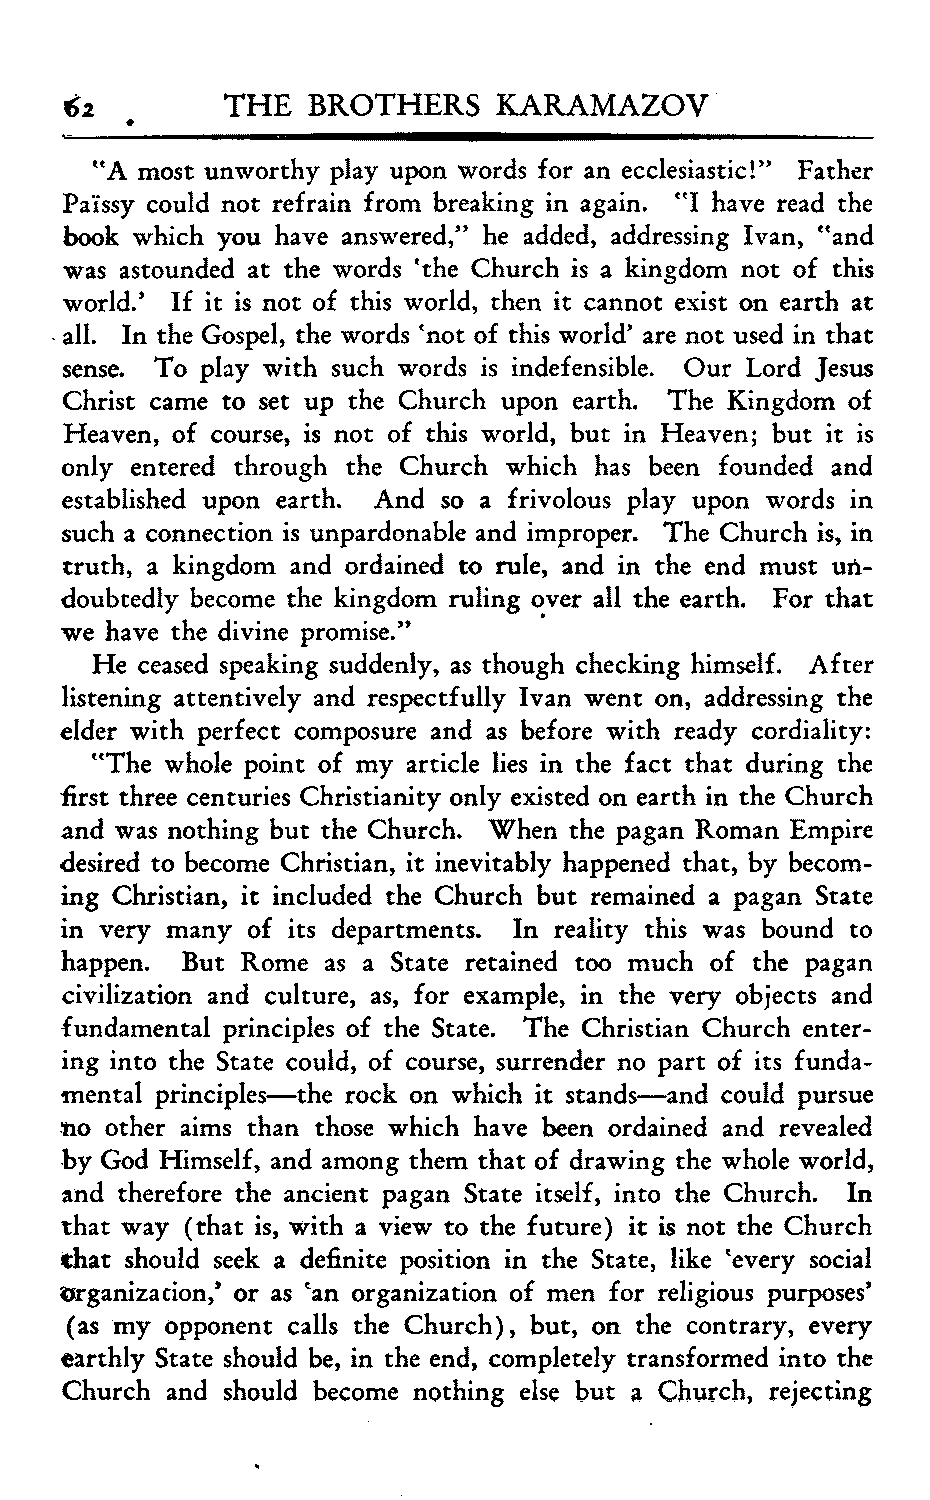 62 THE BROTHERS KARAMAZOV
"A most unworthy play upon words for an ecclesiastic!" Father
Païssy could not refrain from breaking in again. "I have read the
book which you have answered," he added, addressing Ivan, "and
was astounded at the words 'the Church is a kingdom not of this
world.' If it is not of this world, then it cannot exist on earth at
all. In the Gospel, the words 'not of this world' are not used in that
sense. To play with such words is indefensible. Our Lord Jesus
Christ came to set up the Church upon earth. The Kingdom of
Heaven, of course, is not of this world, but in Heaven; but it is
only entered through the Church which has been founded and
established upon earth. And so a frivolous play upon words in
such a connection is unpardonable and improper. The Church is, in
truth, a kingdom and ordained to rule, and in the end must un-
doubtedly become the kingdom ruling over all the earth. For that
we have the divine promise."
He ceased speaking suddenly, as though checking himself. After
listening attentively and respectfully Ivan went on, addressing the
elder with perfect composure and as before with ready cordiality:
"The whole point of my article lies in the fact that during the
first three centuries Christianity only existed on earth in the Church
and was nothing but the Church. When the pagan Roman Empire
desired to become Christian, it inevitably happened that, by becom-
ing Christian, it included the Church but remained a pagan State
in very many of its departments. In reality this was bound to
happen. But Rome as a State retained too much of the pagan
civilization and culture, as, for example, in the very objects and
fundamental principles of the State. The Christian Church enter-
ing into the State could, of course, surrender no part of its funda-
mental principles—the rock on which it stands—and could pursue
no other aims than those which have been ordained and revealed
by God Himself, and among them that of drawing the whole world,
and therefore the ancient pagan State itself, into the Church. In
that way (that is, with a view to the future) it is not the Church
that should seek a definite position in the State, like 'every social
organization,' or as 'an organization of men for religious purposes'
(as my opponent calls the Church), but, on the contrary, every
earthly State should be, in the end, completely transformed into the
Church and should become nothing else but a Church, rejecting